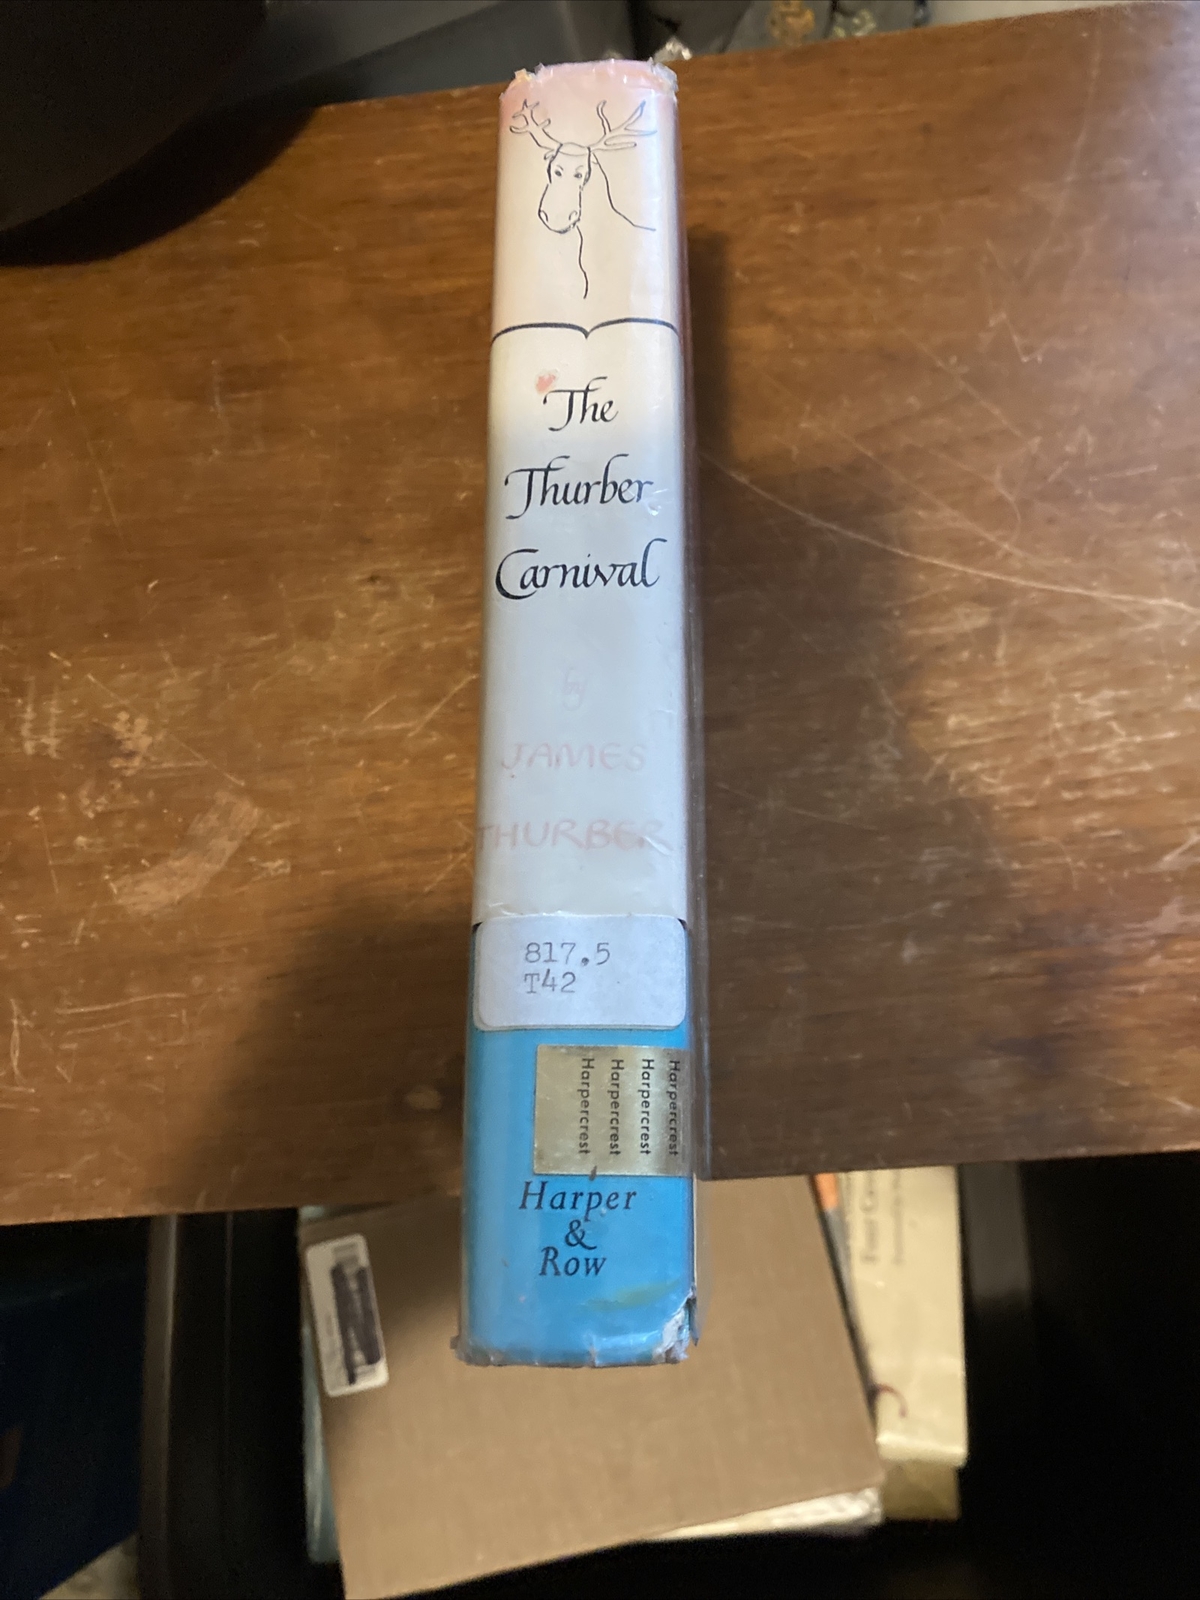 The
Thurber
Carnival
by
JAMES
THURBER
817.5
T42
Harpercrest
Harpercrest
Harpercrest
Harpercrest
Harper
&
Row